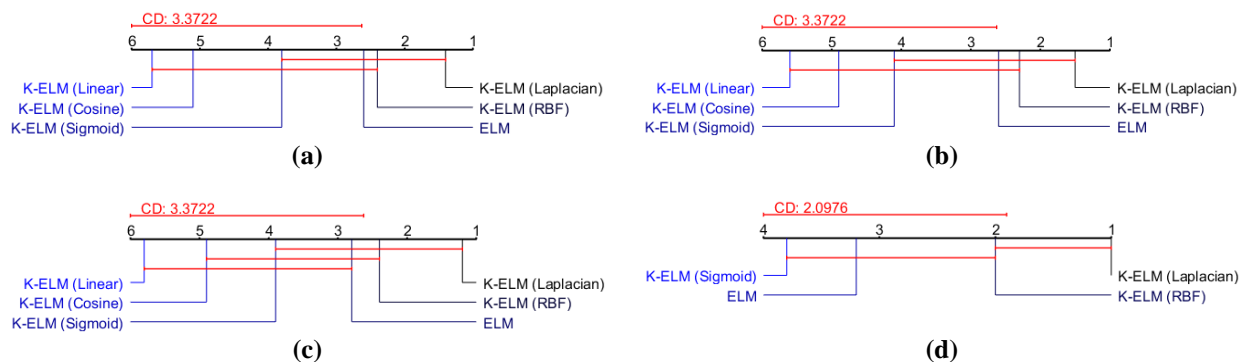 CD: 3.3722
6 5 4 3 2 1
K-ELM (Linear) K-ELM (Laplacian)
K-ELM (Cosine) K-ELM (RBF)
K-ELM (Sigmoid) ELM
(a)
CD: 3.3722
6 5 4 3 2 1
K-ELM (Linear) K-ELM (Laplacian)
K-ELM (Cosine) K-ELM (RBF)
K-ELM (Sigmoid) ELM
(b)
CD: 3.3722
6 5 4 3 2 1
K-ELM (Linear) K-ELM (Laplacian)
K-ELM (Cosine) K-ELM (RBF)
K-ELM (Sigmoid) ELM
(c)
CD: 2.0976
4 3 2 1
K-ELM (Sigmoid) K-ELM (Laplacian)
ELM K-ELM (RBF)
(d)